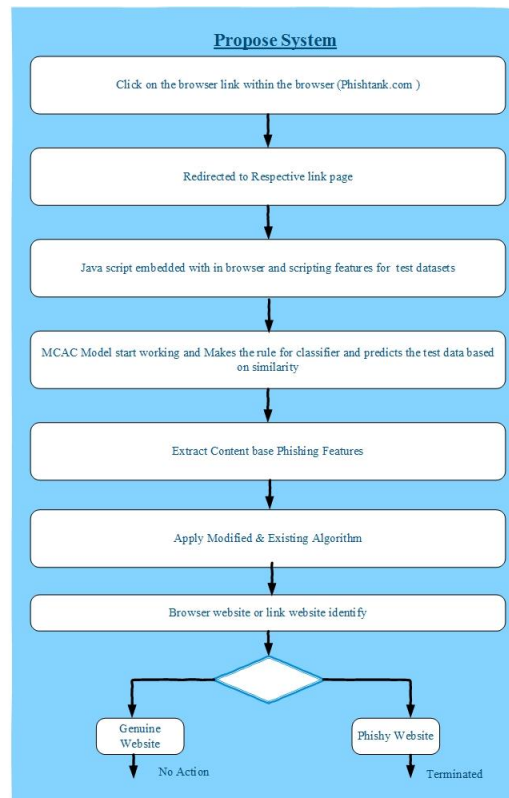 Propose System
Click on the browser link within the browser (Phishtank.com )
Redirected to Respective link page
Java script embedded with in browser and scripting features for test datasets
MCAC Model start working and Makes the rule for classifier and predicts the test data based
on similarity
Extract Content base Phishing Features
Apply Modified & Existing Algorithm
Browser website or link website identify
Genuine
Website
Phishy Website
No Action
Terminated